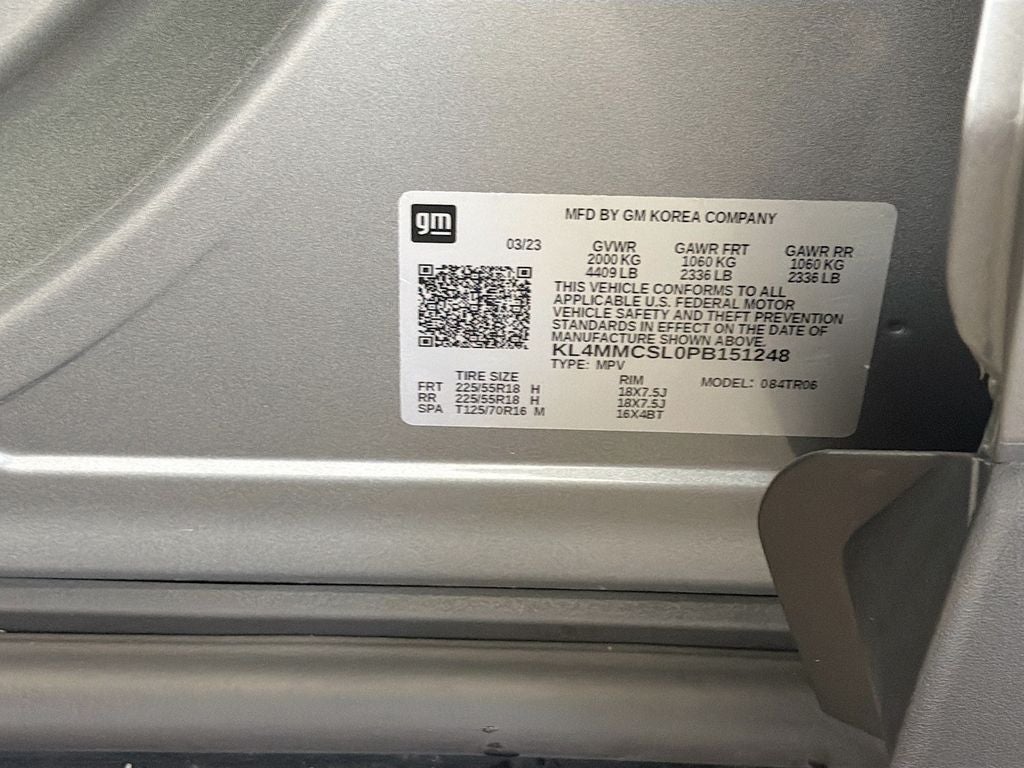 gm
MFD BY GM KOREA COMPANY
03/23 GVWR GAWR FRT GAWR RR
2000 KG 1060 KG 1060 KG
4409 LB 2336 LB 2336 LB
THIS VEHICLE CONFORMS TO ALL
APPLICABLE U.S. FEDERAL MOTOR
VEHICLE SAFETY AND THEFT PREVENTION
STANDARDS IN EFFECT ON THE DATE OF
MANUFACTURE SHOWN ABOVE.
KL4MMCSL0PB151248
TYPE: MPV
TIRE SIZE RIM MODEL: 084TR06
FRT 225/55R18 H 18X7.5J
RR 225/55R18 H 18X7.5J
SPA T125/70R16 M 16X4BT